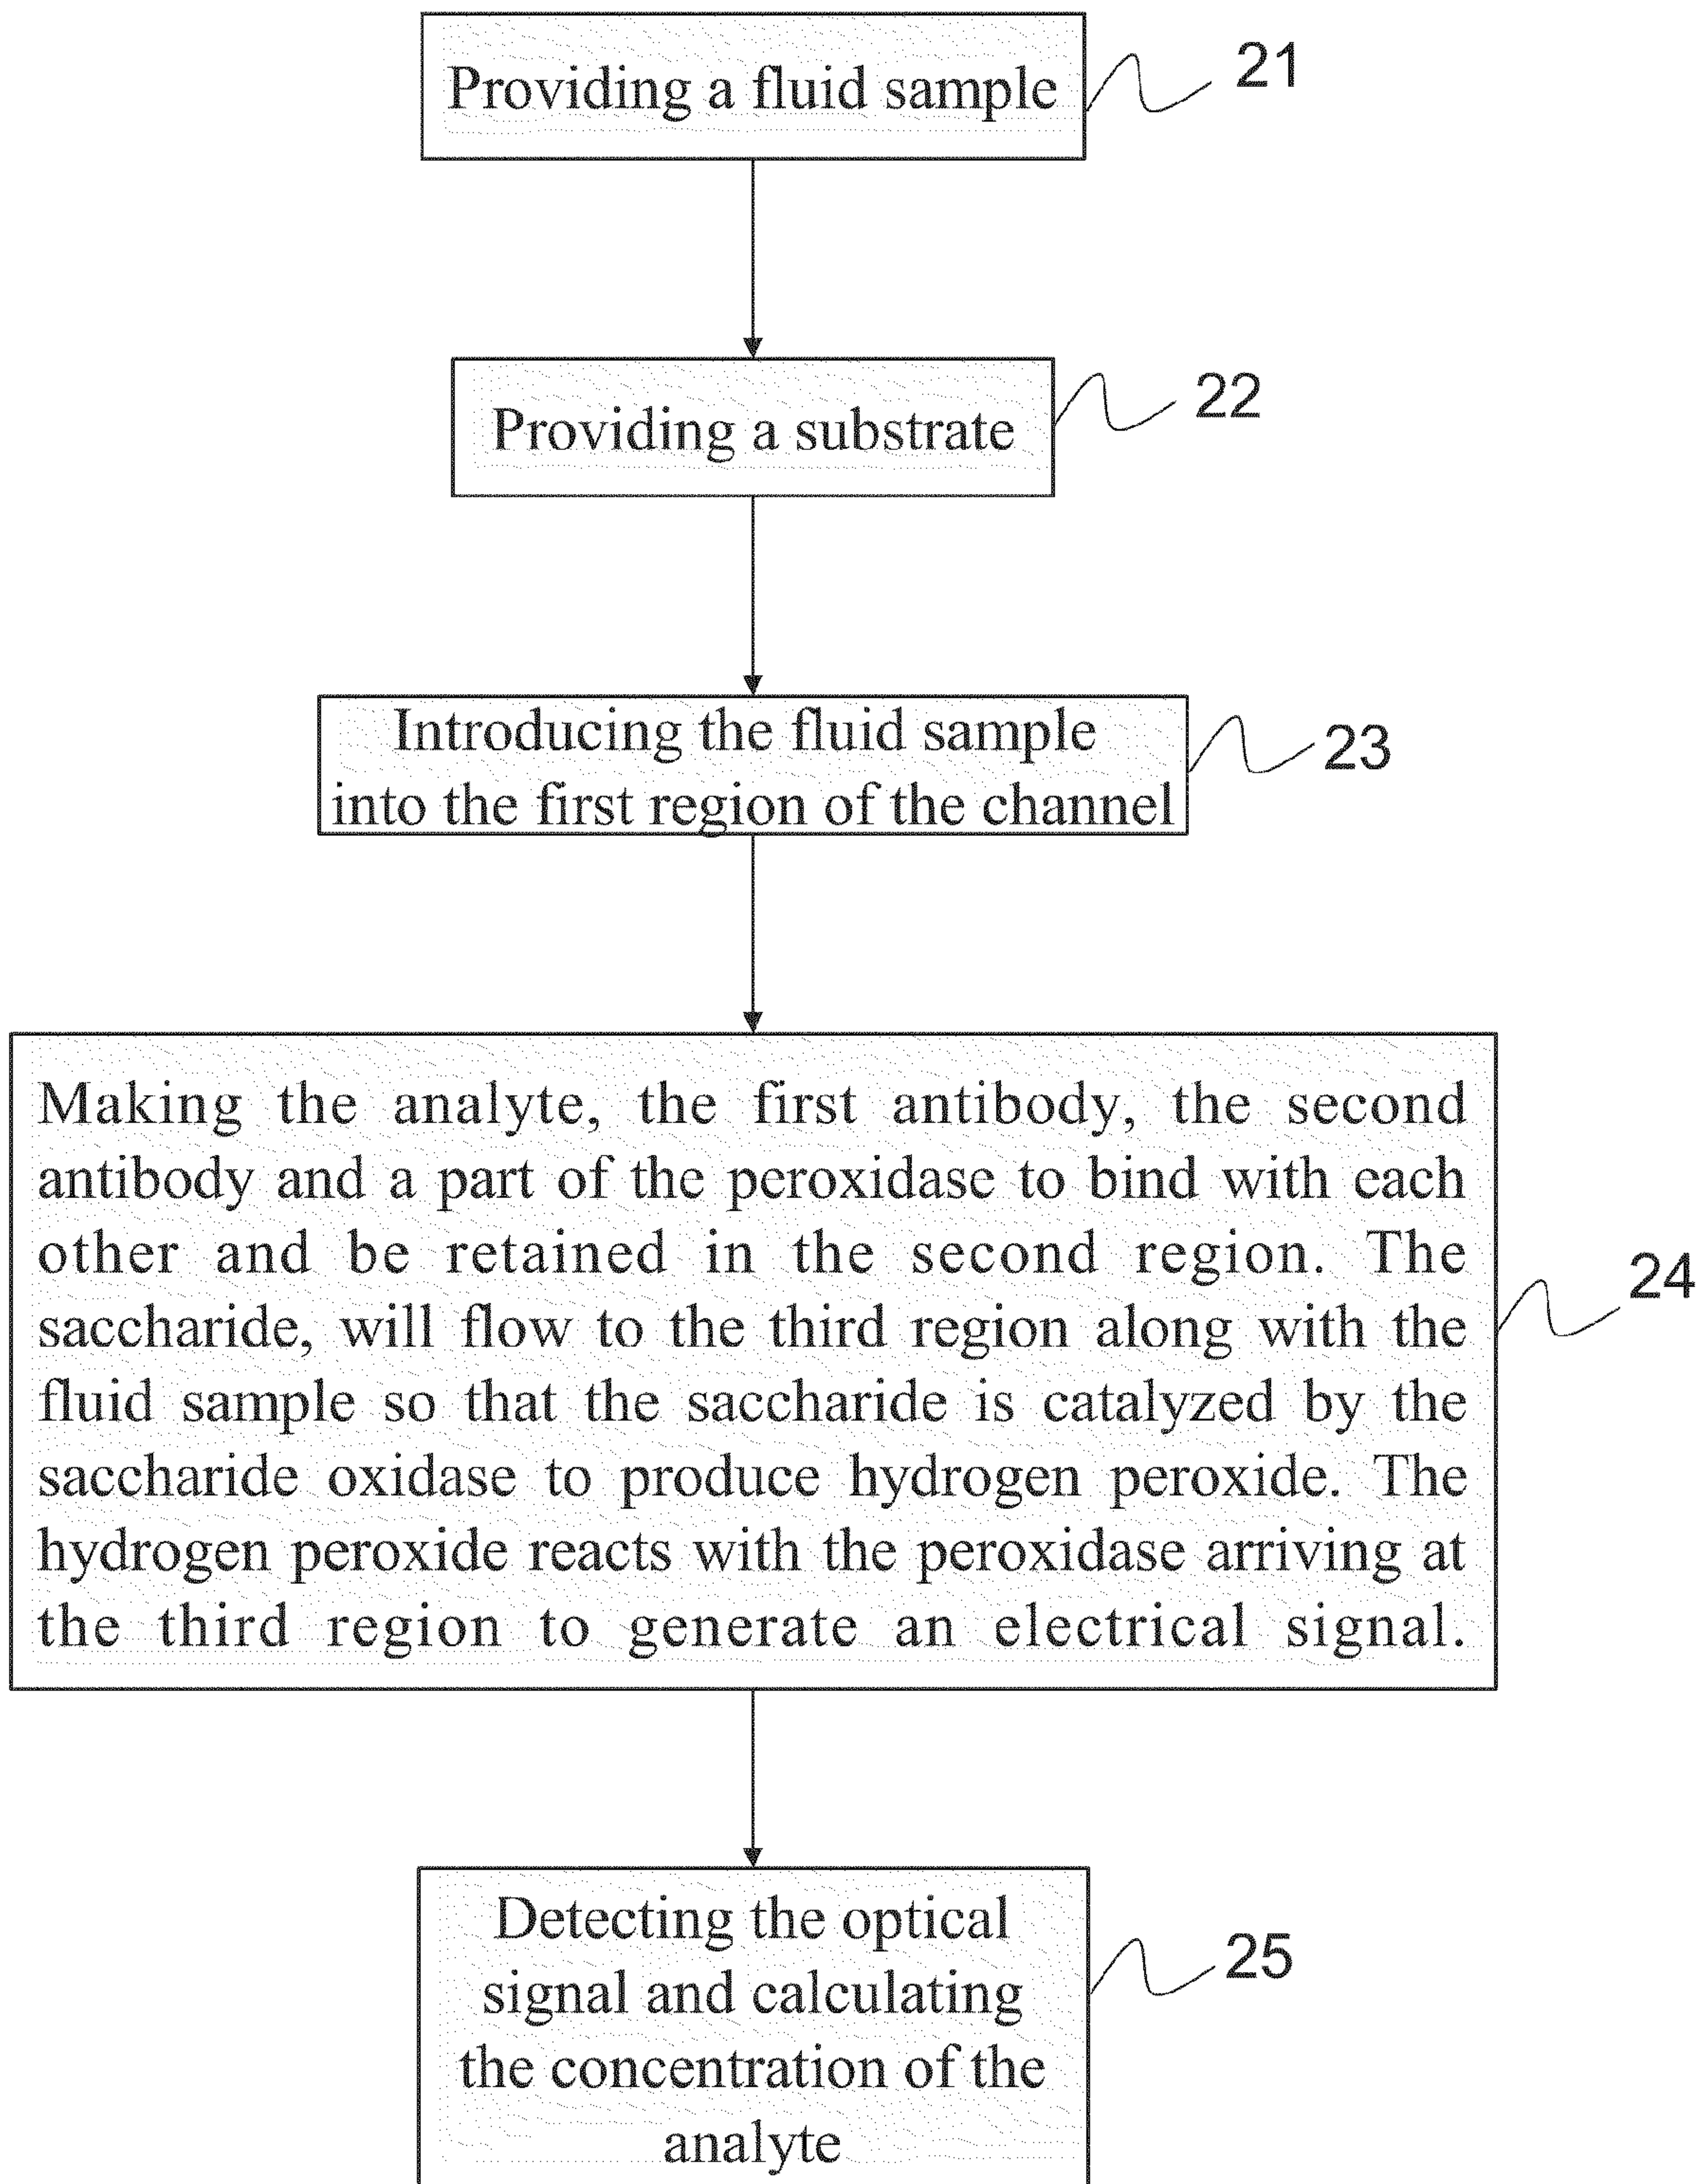 Providing a fluid sample
21
Providing a substrate
22
Introducing the fluid sample
into the first region of the channel
23
Making the analyte, the first antibody, the second
antibody and a part of the peroxidase to bind with each
other and be retained in the second region. The
saccharide, will flow to the third region along with the
fluid sample so that the saccharide is catalyzed by the
saccharide oxidase to produce hydrogen peroxide. The
hydrogen peroxide reacts with the peroxidase arriving at
the third region to generate an electrical signal.
24
Detecting the optical
signal and calculating
the concentration of the
analyte
25